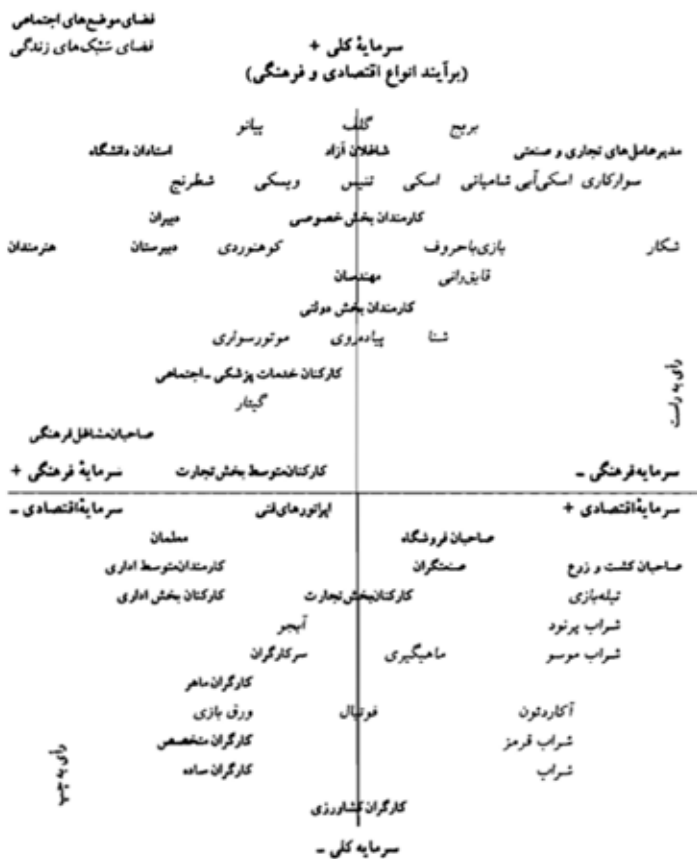 فضای موضع‌های اجتماعی
فضای سَبْک‌های زندگی
سرمایهٔ کلی +
(برآیند انواع اقتصادی و فرهنگی)
بریج گلف پیانو
مدیرعامل‌های تجاری و صنعتی شاغلان آزاد استادان دانشگاه
سوارکاری اسکی‌آبی شامپانی اسکی تنیس ویسکی شطرنج
کارمندان بخش خصوصی دبیران
شکار بازی‌باحروف کوهنوردی دبیرستان هنرمندان
قایق‌رانی مهندسان
کارمندان بخش دولتی
شنا پیاده‌روی موتورسواری
رأی به راست
کارکنان خدمات پزشکی - اجتماعی
گیتار
صاحبان‌مشاغل‌فرهنگی
سرمایه‌فرهنگی – کارکنان‌متوسط بخش‌تجارت سرمایهٔ فرهنگی +
سرمایهٔ‌اقتصادی + اپراتورهای‌فنی سرمایهٔ‌اقتصادی –
صاحبان فروشگاه معلمان
صاحبان کشت و زرع صنعتگران کارمندان‌متوسط اداری
تیله‌بازی کارکنان‌بخش‌تجارت کارکنان بخش اداری
شراب پرنود آبجو
شراب موسو ماهیگیری سرکارگران
کارگران‌ماهر
آکاردئون فوتبال ورق بازی
شراب قرمز کارگران متخصص
شراب کارگران ساده
رأی به چپ
کارگران‌کشاورزی
سرمایه کلی –